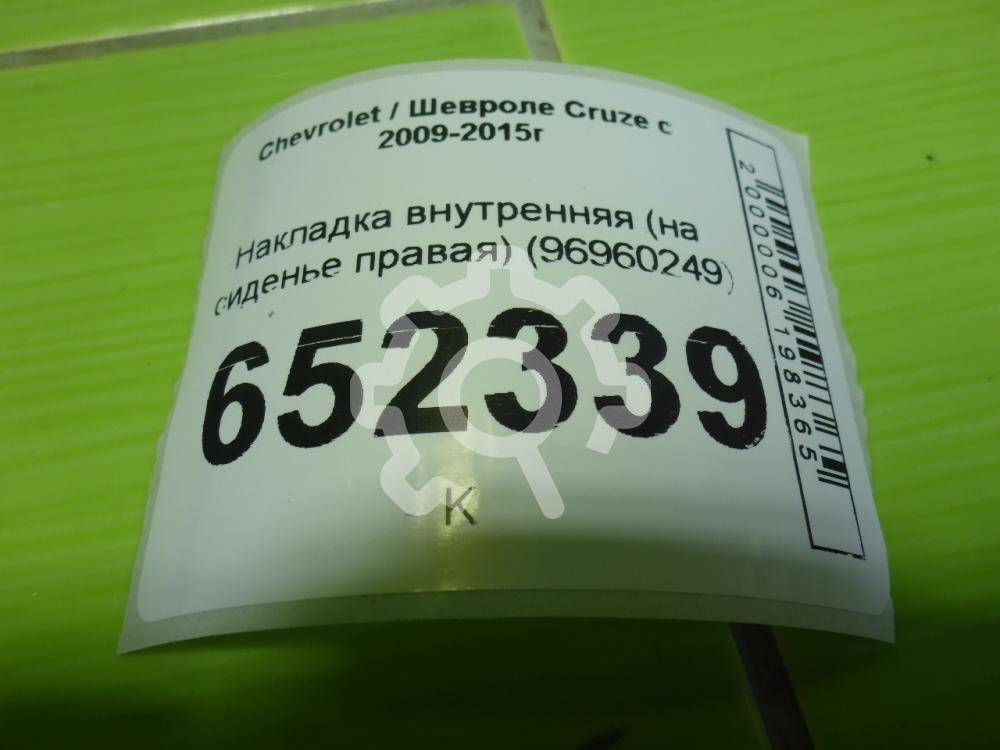 Chevrolet / Шевроле Cruze с
2009-2015г
Накладка внутренняя (на
сиденье правая) (96960249)
652339
К
2000006198365